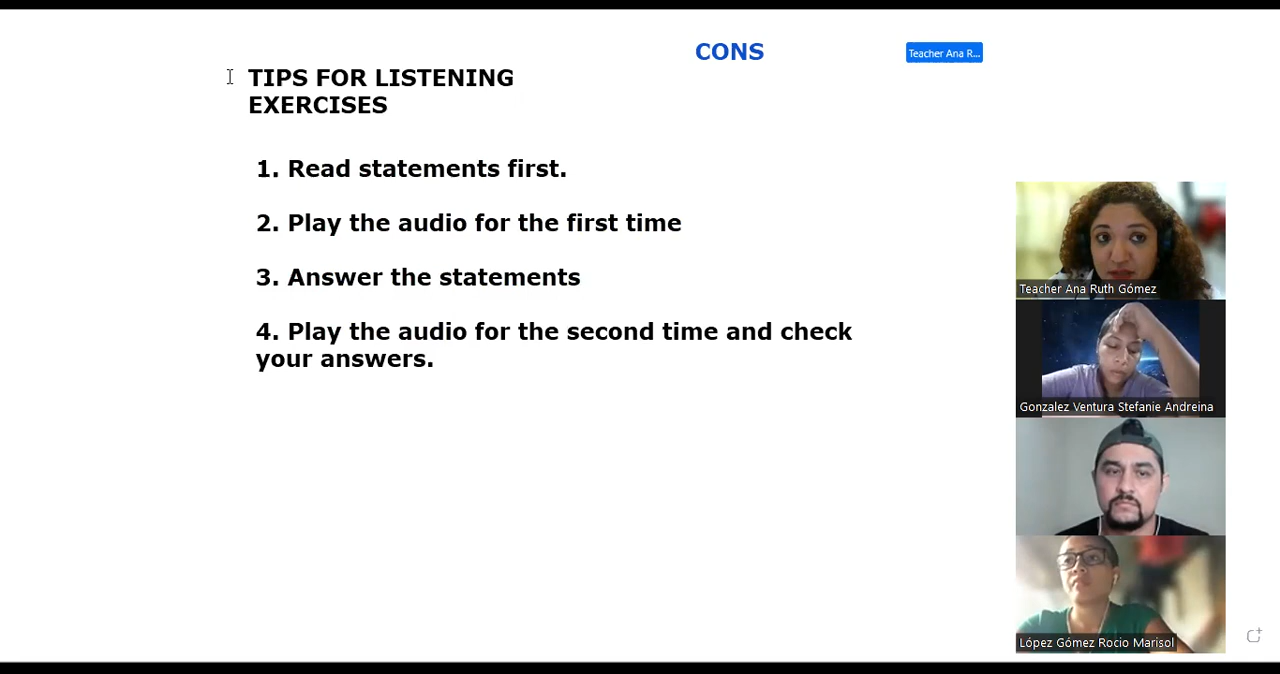 CONS
Teacher Ana R...
TIPS FOR LISTENING
EXERCISES
1. Read statements first.
2. Play the audio for the first time
3. Answer the statements
4. Play the audio for the second time and check
your answers.
Teacher Ana Ruth Gómez
Gonzalez Ventura Stefanie Andreina
López Gómez Rocio Marisol